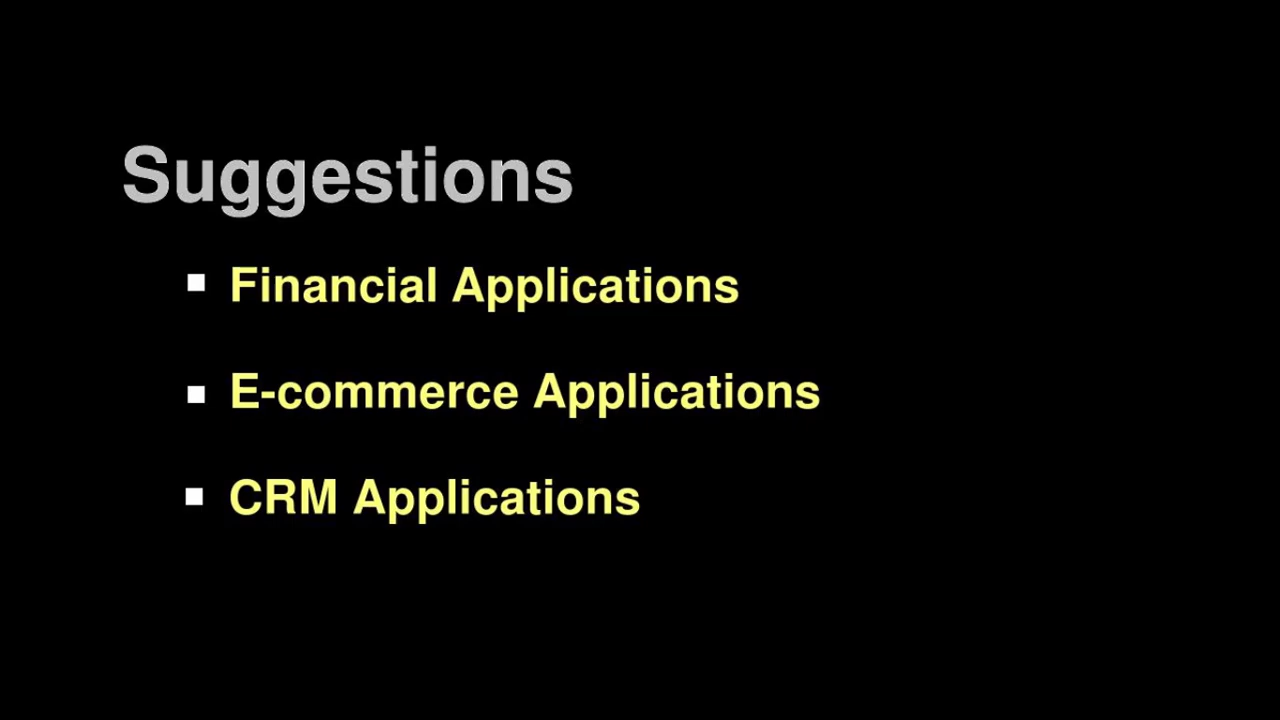 Suggestions
▪ Financial Applications
▪ E-commerce Applications
▪ CRM Applications